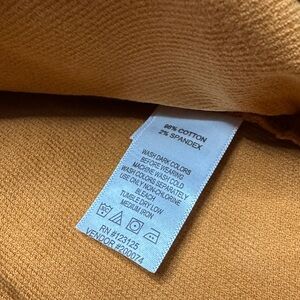 98% COTTON
2% SPANDEX
WASH DARK COLORS
BEFORE WEARING
MACHINE WASH COLD
WASH COLORS SEPARATELY
USE ONLY NON-CHLORINE
BLEACH
TUMBLE DRY LOW
MEDIUM IRON
RN #123125
VENDOR #200074